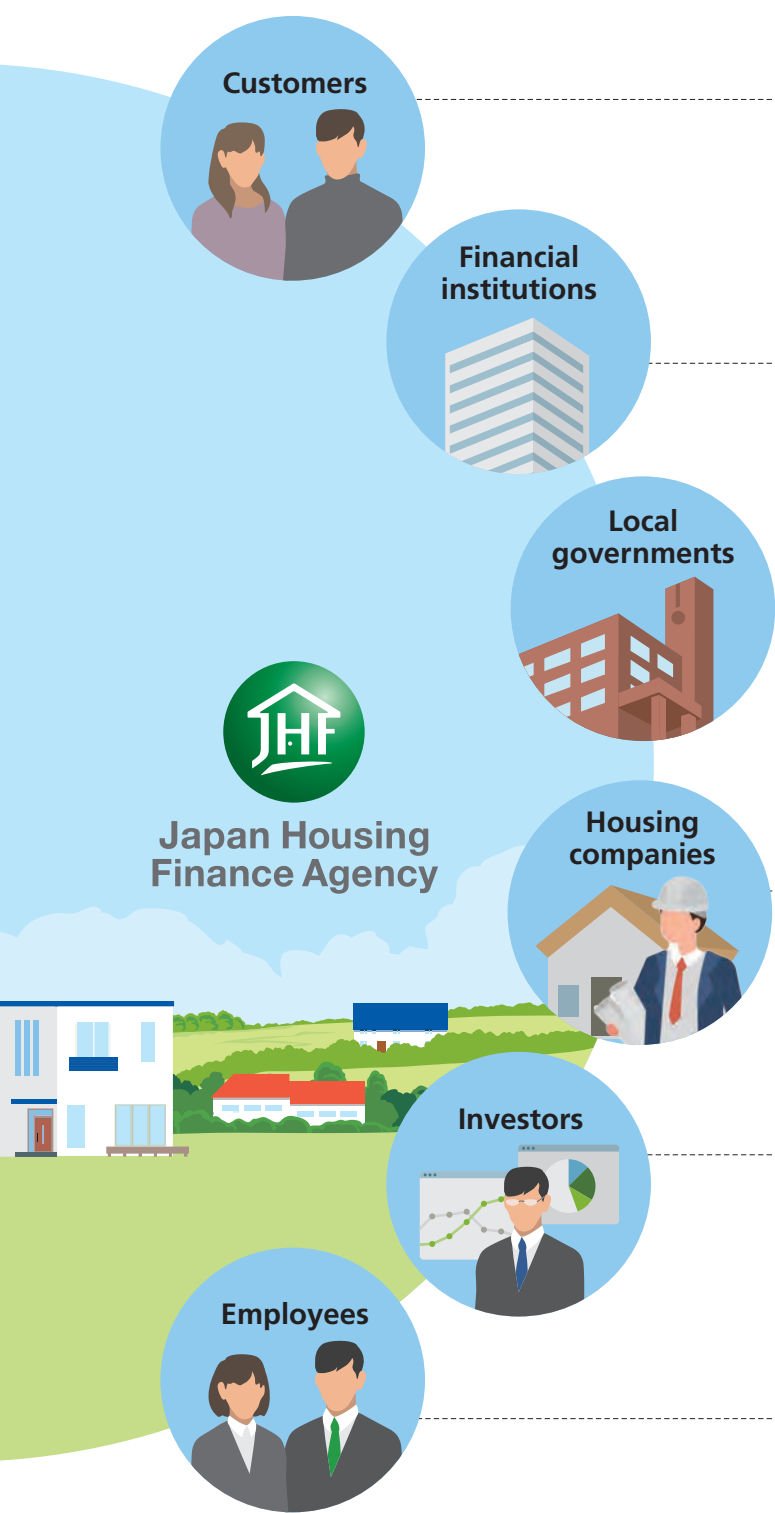 Customers
Financial
institutions
Local
governments
JHF
Japan Housing
Finance Agency
Housing
companies
Investors
Employees